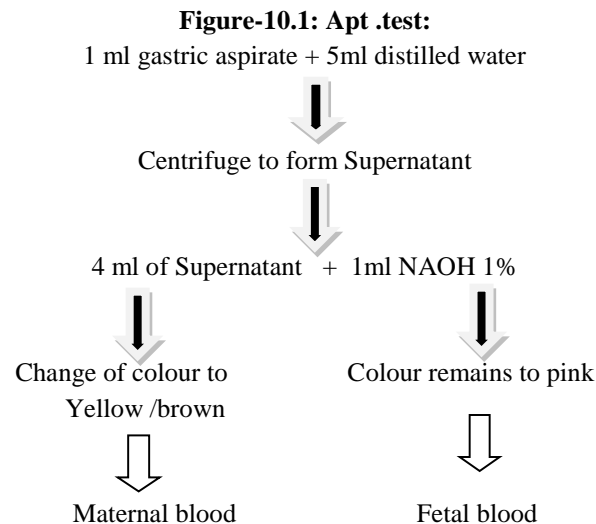 Figure-10.1: Apt .test:
1 ml gastric aspirate + 5ml distilled water
Centrifuge to form Supernatant
4 ml of Supernatant + 1ml NAOH 1%
Change of colour to
Yellow /brown
Colour remains to pink
Maternal blood
Fetal blood